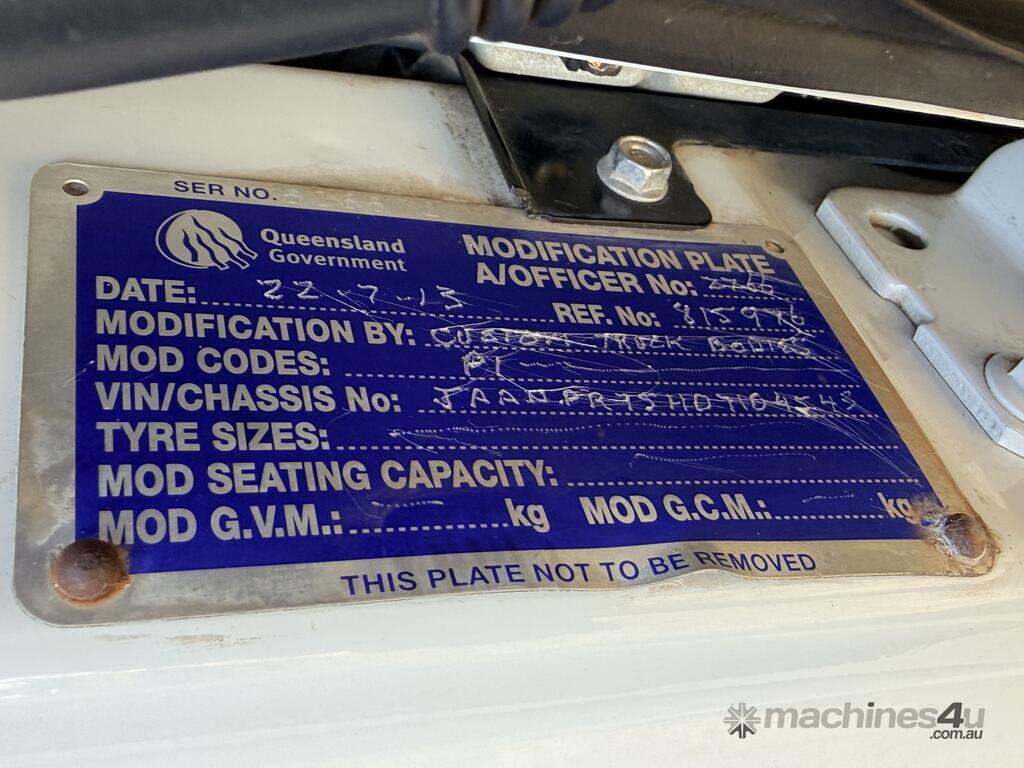 SER NO.
Queensland Government
MODIFICATION PLATE
A/OFFICER No:
DATE: 22-7-13
REF. No: 815986
MODIFICATION BY: CUSTOM TRUCK BODIES
MOD CODES: P1
VIN/CHASSIS No:
TYRE SIZES:
MOD SEATING CAPACITY:
MOD G.V.M.: kg MOD G.C.M.: kg
THIS PLATE NOT TO BE REMOVED
machines4u
.com.au